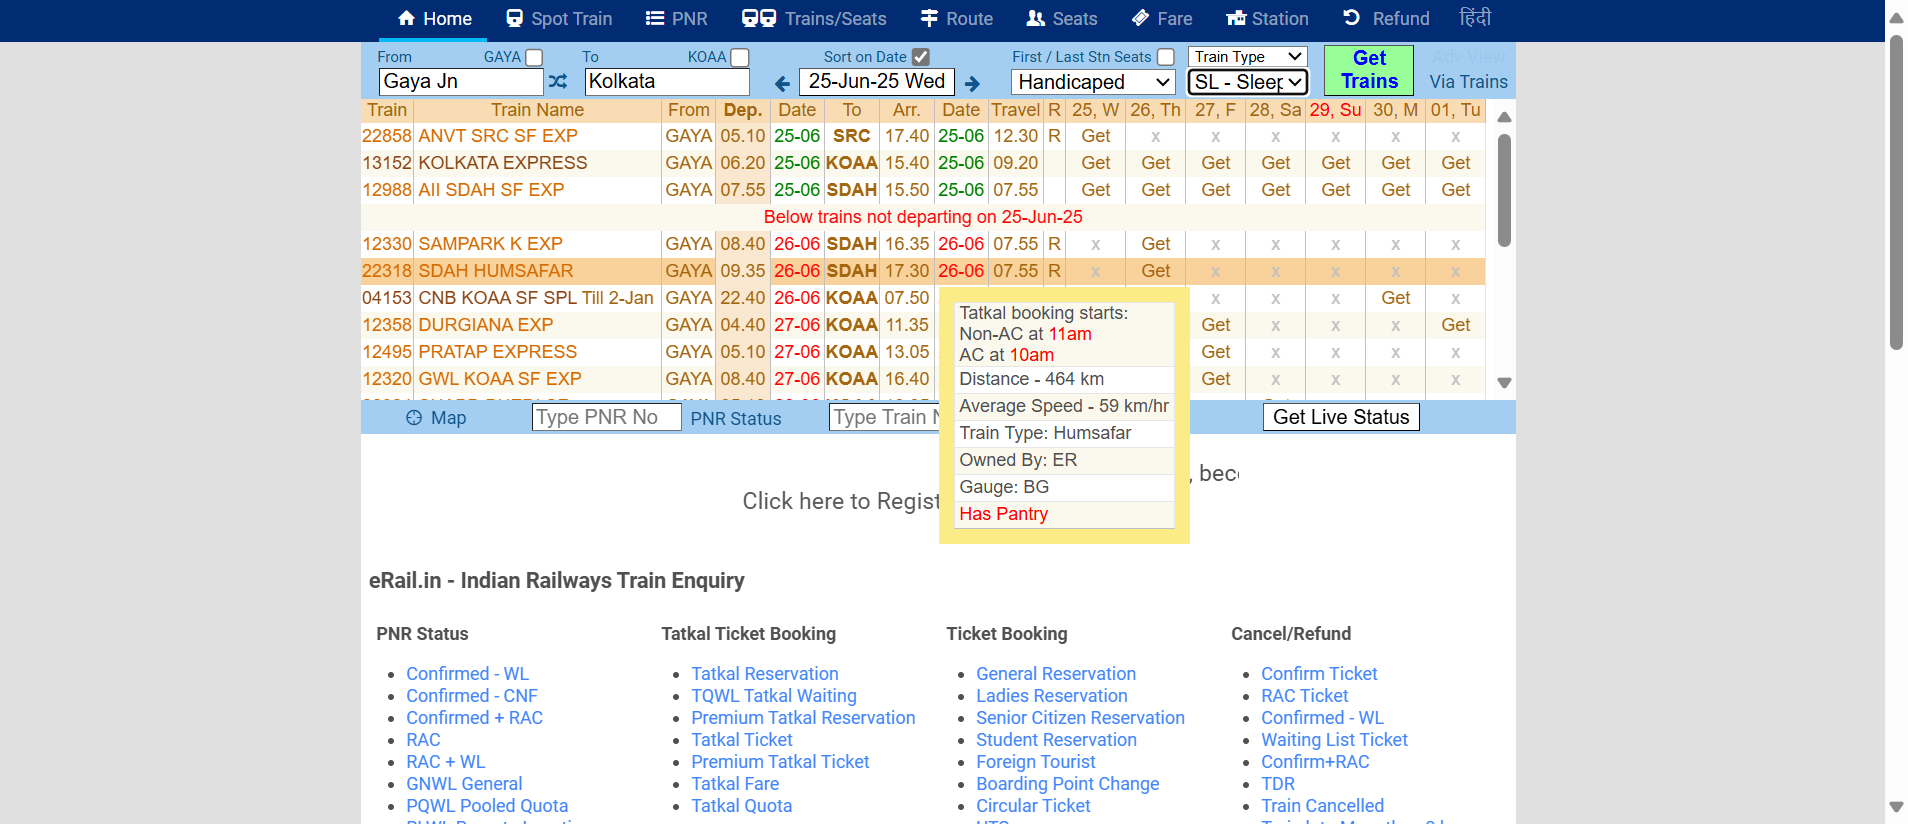 Home Spot Train PNR Trains/Seats Route Seats Fare Station Refund हिंदी
From GAYA To KOAA Sort on Date First / Last Stn Seats Train Type Get Trains Adv View
Gaya Jn Kolkata 25-Jun-25 Wed Handicaped SL - Sleep Via Trains
Train Train Name From Dep. Date To Arr. Date Travel R 25, W 26, Th 27, F 28, Sa 29, Su 30, M 01, Tu
22858 ANVT SRC SF EXP GAYA 05.10 25-06 SRC 17.40 25-06 12.30 R Get x x x x x x
13152 KOLKATA EXPRESS GAYA 06.20 25-06 KOAA 15.40 25-06 09.20 Get Get Get Get Get Get Get
12988 AII SDAH SF EXP GAYA 07.55 25-06 SDAH 15.50 25-06 07.55 Get Get Get Get Get Get Get
Below trains not departing on 25-Jun-25
12330 SAMPARK K EXP GAYA 08.40 26-06 SDAH 16.35 26-06 07.55 R x Get x x x x x
22318 SDAH HUMSAFAR GAYA 09.35 26-06 SDAH 17.30 26-06 07.55 R x Get x x x x x
04153 CNB KOAA SF SPL Till 2-Jan GAYA 22.40 26-06 KOAA 07.50 x x x Get x
12358 DURGIANA EXP GAYA 04.40 27-06 KOAA 11.35 Get x x x Get
12495 PRATAP EXPRESS GAYA 05.10 27-06 KOAA 13.05 Get x x x x
12320 GWL KOAA SF EXP GAYA 08.40 27-06 KOAA 16.40 Get x x x x
Tatkal booking starts:
Non-AC at 11am
AC at 10am
Distance - 464 km
Average Speed - 59 km/hr
Train Type: Humsafar
Owned By: ER
Gauge: BG
Has Pantry
Map Type PNR No PNR Status Type Train Get Live Status
, bec
Click here to Regist
eRail.in - Indian Railways Train Enquiry
PNR Status
Confirmed - WL
Confirmed - CNF
Confirmed + RAC
RAC
RAC + WL
GNWL General
PQWL Pooled Quota
Tatkal Ticket Booking
Tatkal Reservation
TQWL Tatkal Waiting
Premium Tatkal Reservation
Tatkal Ticket
Premium Tatkal Ticket
Tatkal Fare
Tatkal Quota
Ticket Booking
General Reservation
Ladies Reservation
Senior Citizen Reservation
Student Reservation
Foreign Tourist
Boarding Point Change
Circular Ticket
Cancel/Refund
Confirm Ticket
RAC Ticket
Confirmed - WL
Waiting List Ticket
Confirm+RAC
TDR
Train Cancelled